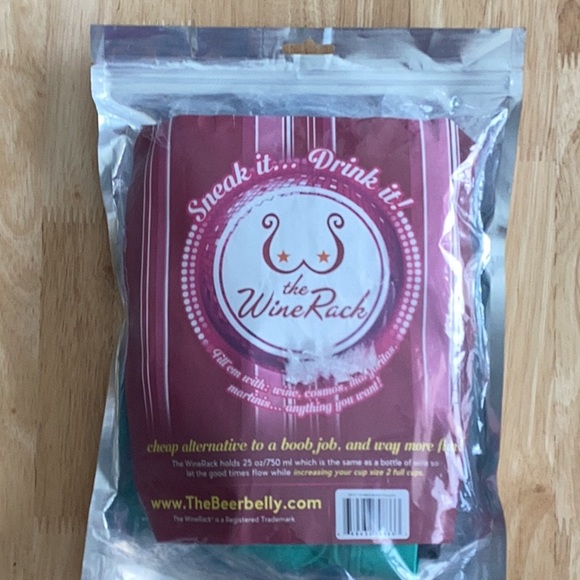 Sneak it... Drink it!
the
WineRack
Fill'em with: wine, cosmos, margaritas,
martinis... anything you want!
cheap alternative to a boob job, and way more
The WineRack holds 25 oz/750 ml which is the same as a bottle of wine so
let the good times flow while increasing your cup size 2 full cups.
www.TheBeerbelly.com
The WineRack® is a Registered Trademark